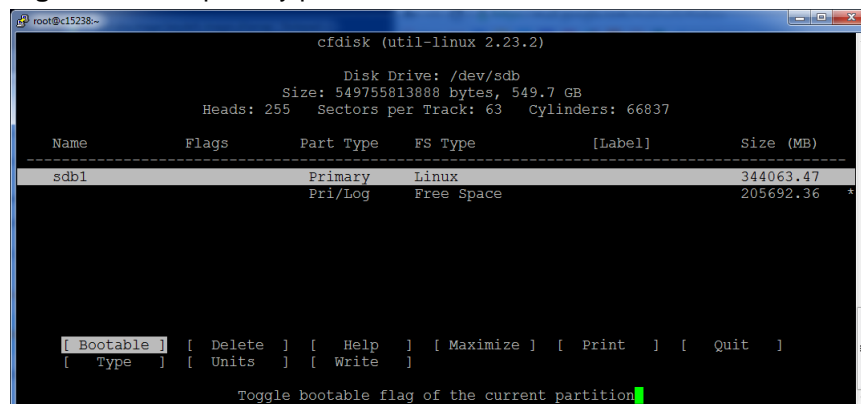 root@c15238:~
cfdisk (util-linux 2.23.2)
Disk Drive: /dev/sdb
Size: 549755813888 bytes, 549.7 GB
Heads: 255   Sectors per Track: 63   Cylinders: 66837
Name   Flags   Part Type   FS Type   [Label]   Size (MB)
sdb1   Primary   Linux   344063.47
Pri/Log   Free Space   205692.36   *
[ Bootable ]  [  Delete  ]  [   Help   ]  [ Maximize ]  [  Print   ]  [   Quit   ]
[   Type   ]  [  Units   ]  [  Write   ]
Toggle bootable flag of the current partition